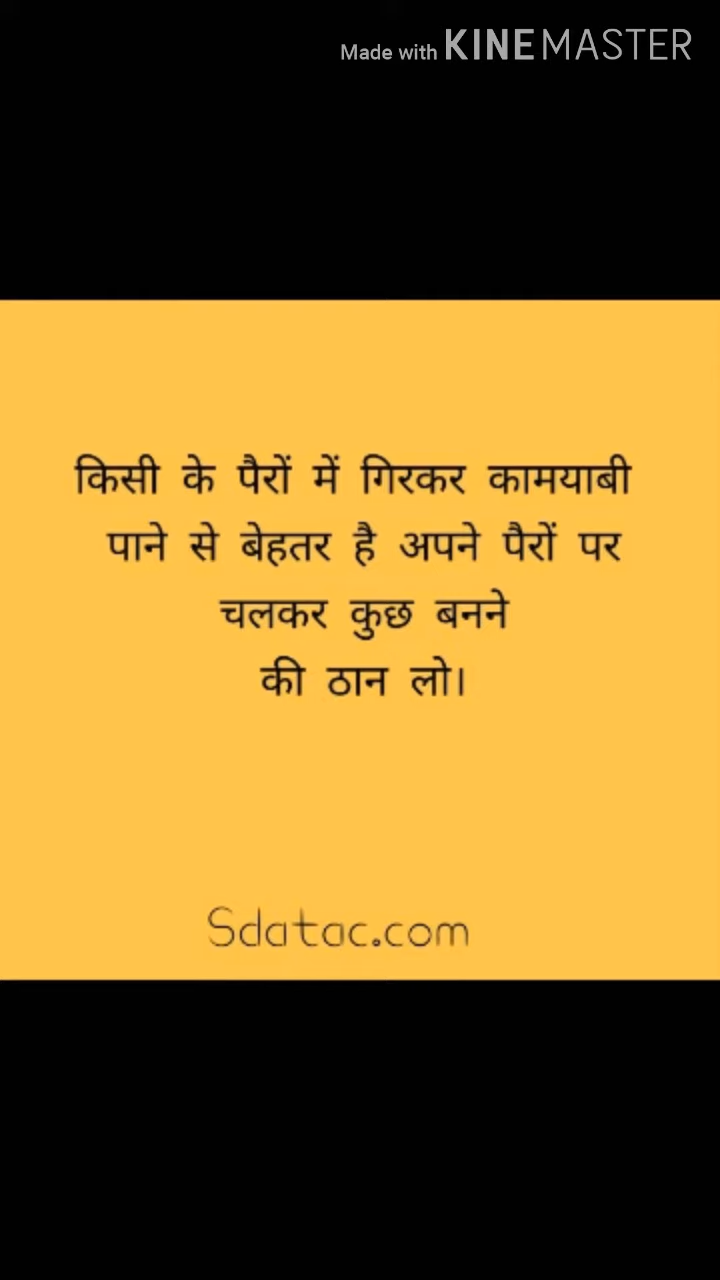 Made with KINEMASTER
किसी के पैरों में गिरकर कामयाबी
पाने से बेहतर है अपने पैरों पर
चलकर कुछ बनने
की ठान लो।
Sdatac.com